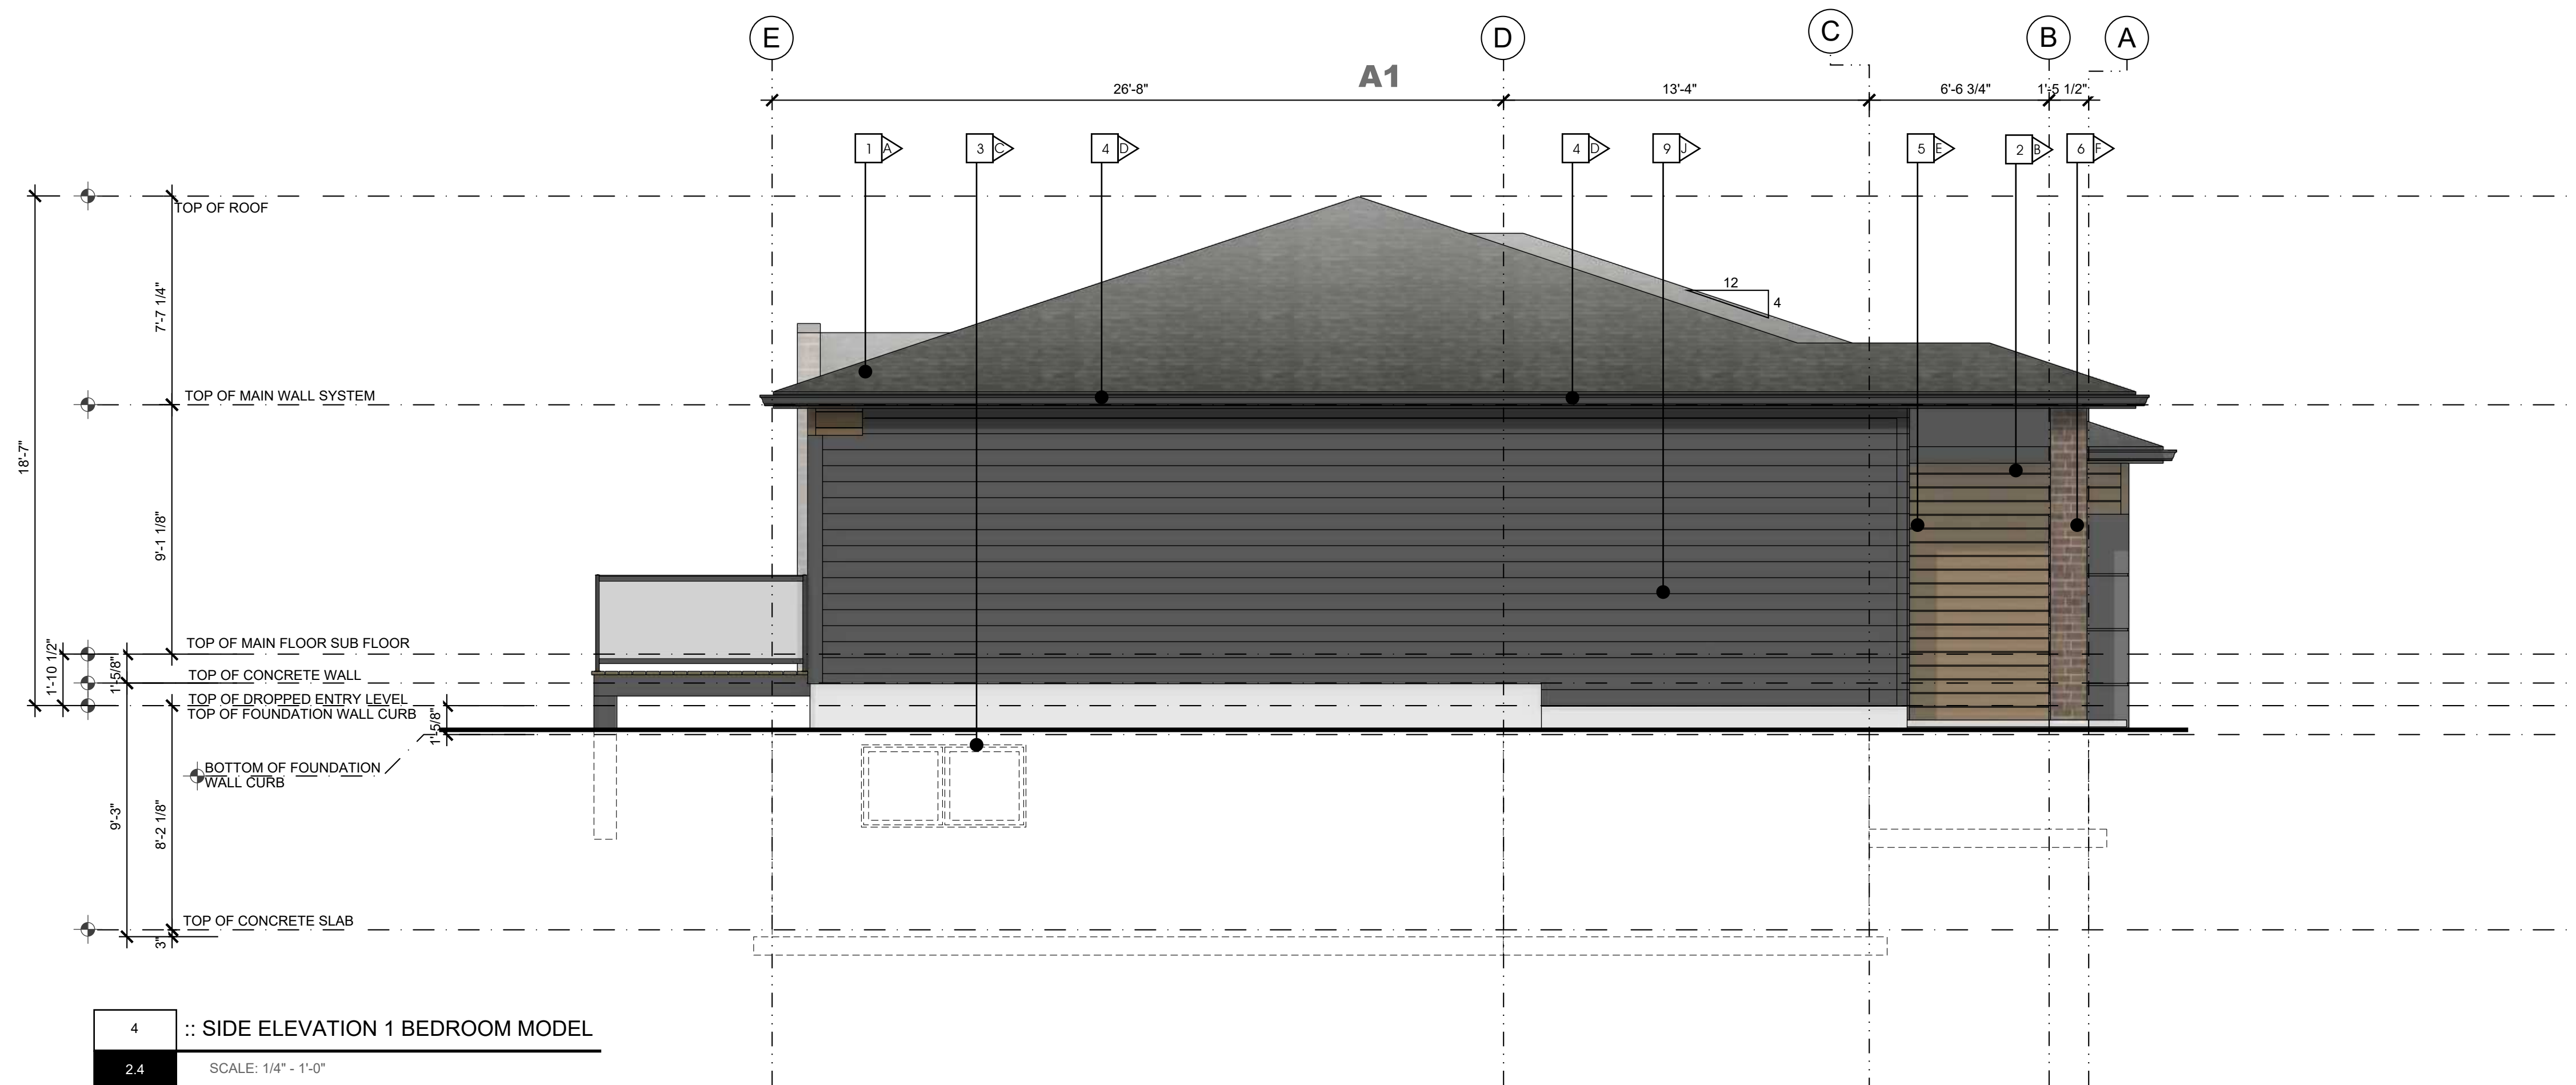 E
D
C
B
A
A1
26'-8"
13'-4"
6'-6 3/4"
1'-5 1/2"
1 A
3 C
4 D
4 D
9 J
5 E
2 B
6 F
TOP OF ROOF
12
4
7'-7 1/4"
TOP OF MAIN WALL SYSTEM
18'-7"
9'-1 1/8"
TOP OF MAIN FLOOR SUB FLOOR
1'-10 1/2"
1'-5/8"
TOP OF CONCRETE WALL
TOP OF DROPPED ENTRY LEVEL
TOP OF FOUNDATION WALL CURB
1'-5/8"
BOTTOM OF FOUNDATION
WALL CURB
9'-3"
8'-2 1/8"
TOP OF CONCRETE SLAB
3"
4
:: SIDE ELEVATION 1 BEDROOM MODEL
2.4
SCALE: 1/4" - 1'-0"